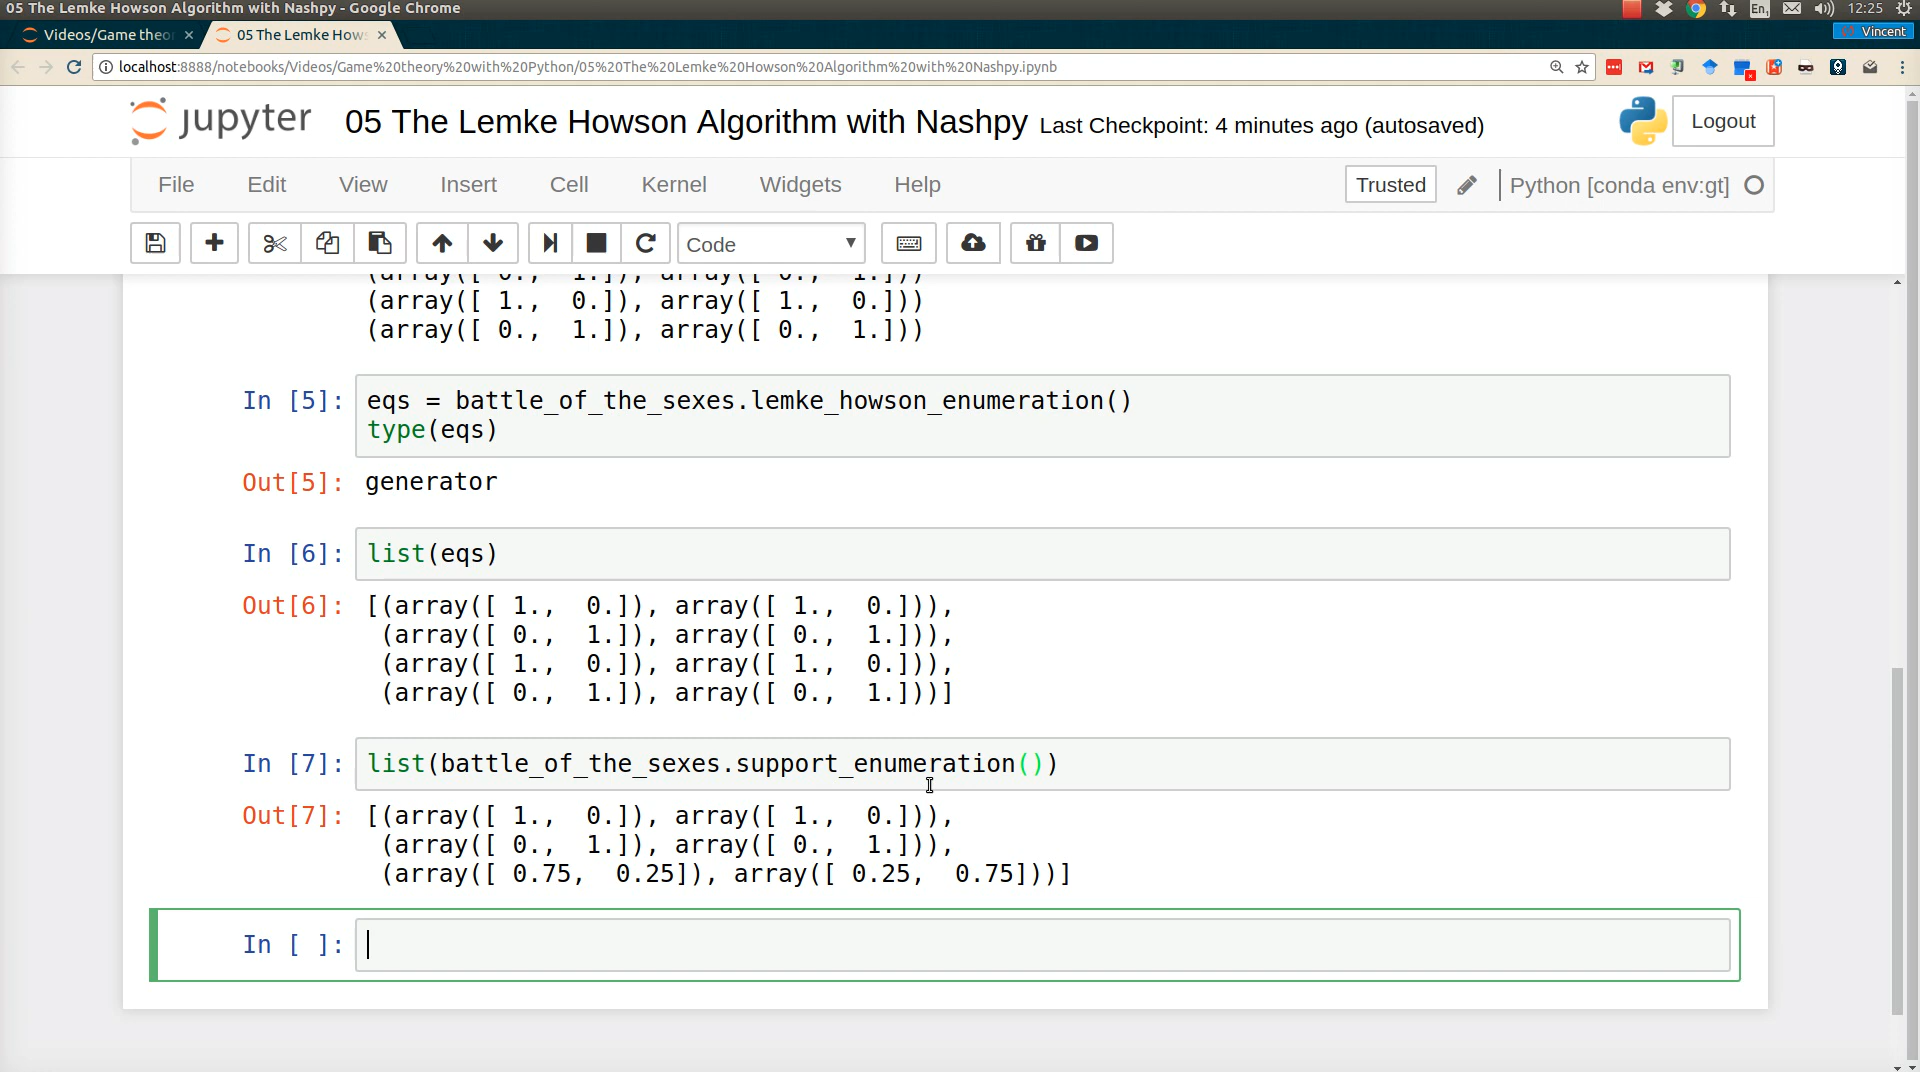 05 The Lemke Howson Algorithm with Nashpy - Google Chrome
En1
12:25
Videos/Game theo
05 The Lemke How
Vincent
localhost:8888/notebooks/Videos/Game%20theory%20with%20Python/05%20The%20Lemke%20Howson%20Algorithm%20with%20Nashpy.ipynb
jupyter
05 The Lemke Howson Algorithm with Nashpy Last Checkpoint: 4 minutes ago (autosaved)
Logout
File Edit View Insert Cell Kernel Widgets Help
Trusted
Python [conda env:gt]
Code
(array([ 0., 1.]), array([ 0., 1.]))
(array([ 1., 0.]), array([ 1., 0.]))
(array([ 0., 1.]), array([ 0., 1.]))
In [5]: eqs = battle_of_the_sexes.lemke_howson_enumeration()
type(eqs)
Out[5]: generator
In [6]: list(eqs)
Out[6]: [(array([ 1., 0.]), array([ 1., 0.])),
(array([ 0., 1.]), array([ 0., 1.])),
(array([ 1., 0.]), array([ 1., 0.])),
(array([ 0., 1.]), array([ 0., 1.]))]
In [7]: list(battle_of_the_sexes.support_enumeration())
Out[7]: [(array([ 1., 0.]), array([ 1., 0.])),
(array([ 0., 1.]), array([ 0., 1.])),
(array([ 0.75, 0.25]), array([ 0.25, 0.75]))]
In [ ]: